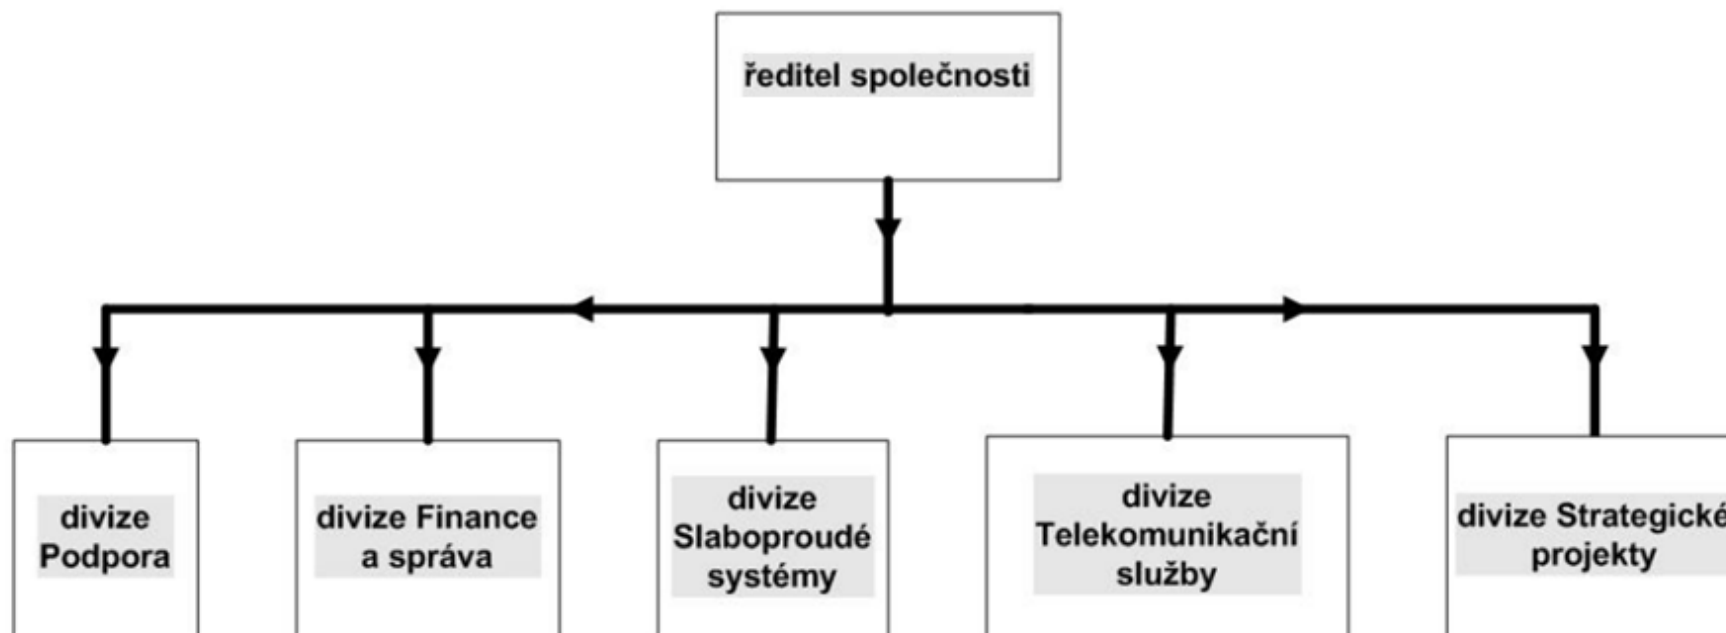 ředitel společnosti
divize
Podpora
divize Finance
a správa
divize
Slaboproudé
systémy
divize
Telekomunikační
služby
divize Strategické
projekty